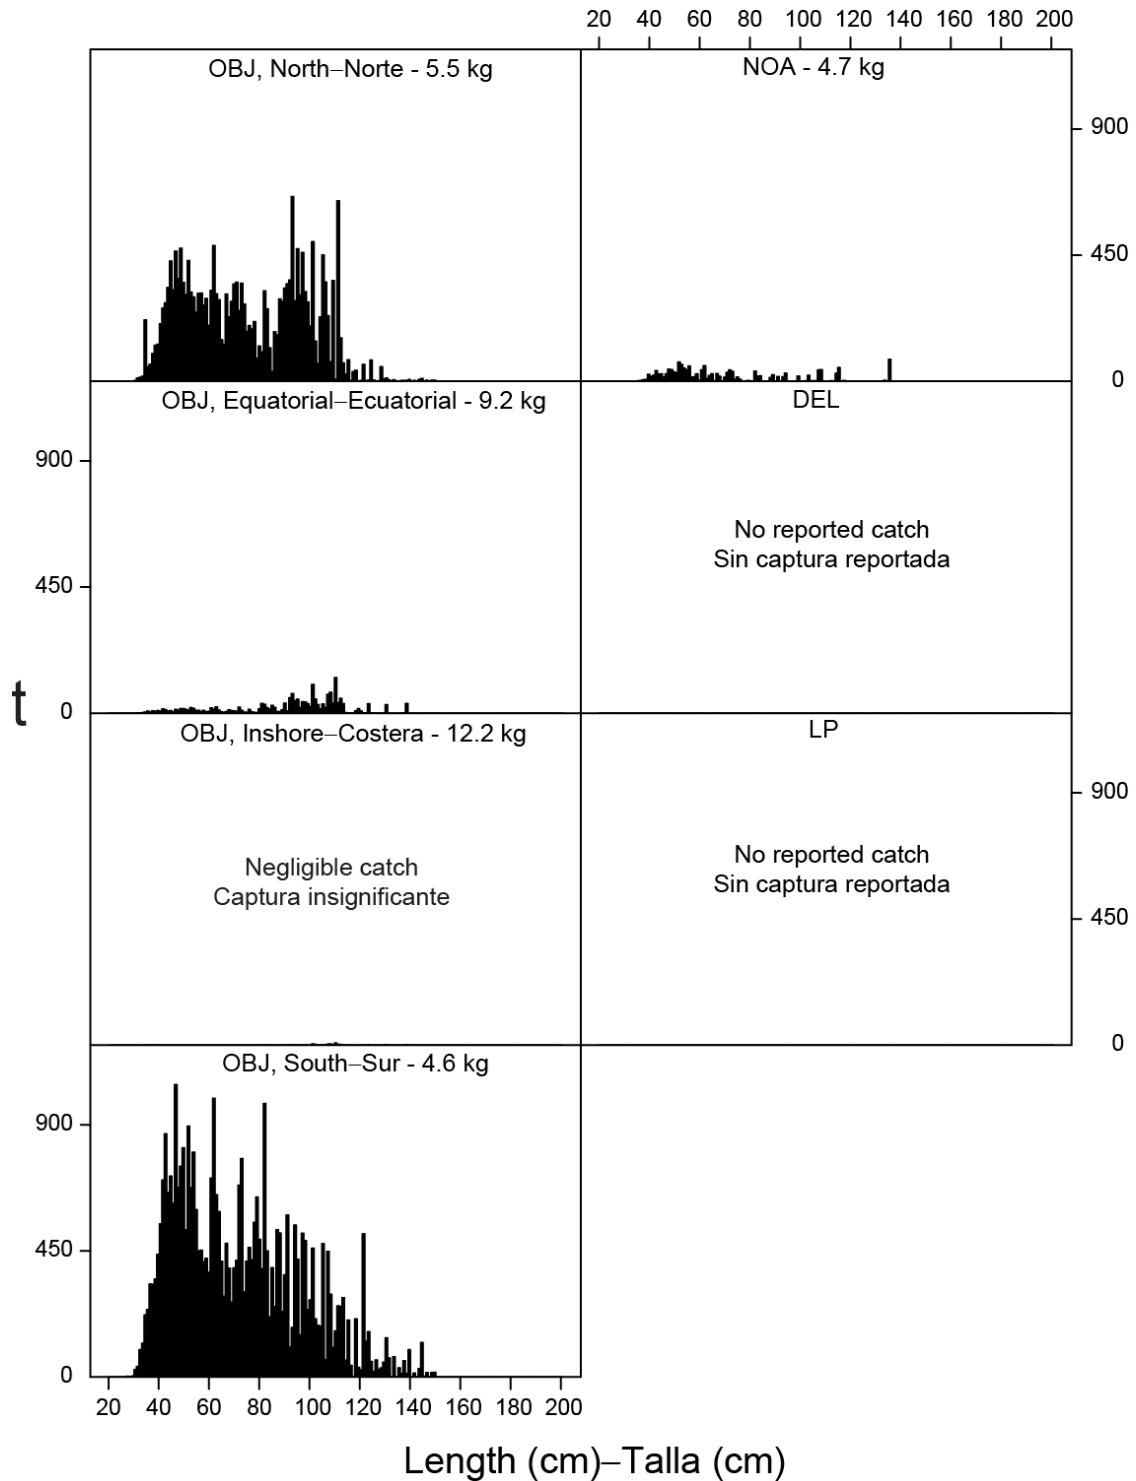 20 40 60 80 100 120 140 160 180 200
OBJ, North–Norte - 5.5 kg
NOA - 4.7 kg
900
450
0
OBJ, Equatorial–Ecuatorial - 9.2 kg
DEL
900
450
0
No reported catch
Sin captura reportada
t
OBJ, Inshore–Costera - 12.2 kg
LP
Negligible catch
Captura insignificante
No reported catch
Sin captura reportada
900
450
0
OBJ, South–Sur - 4.6 kg
900
450
0
20 40 60 80 100 120 140 160 180 200
Length (cm)–Talla (cm)